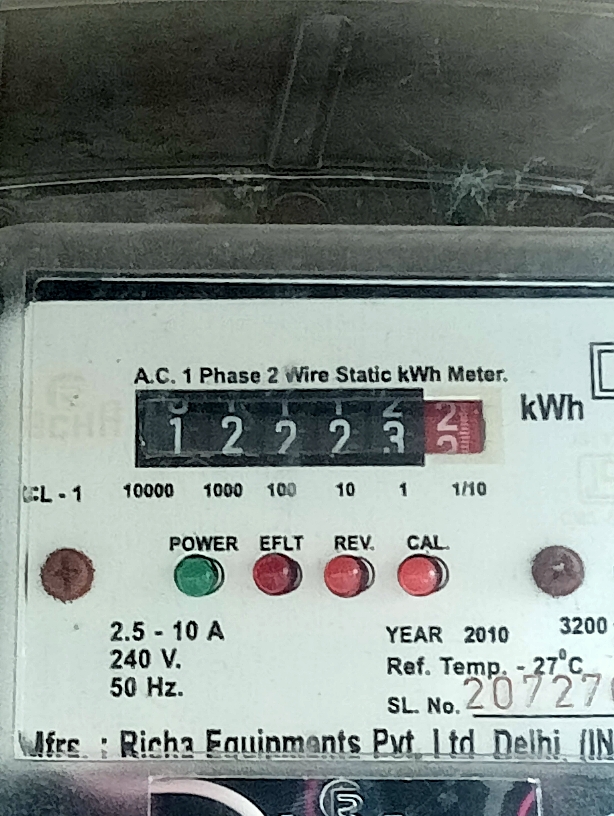 A.C. 1 Phase 2 Wire Static kWh Meter.
1 2 2 2 3 2 kWh
CL - 1 10000 1000 100 10 1 1/10
POWER EFLT REV. CAL.
2.5 - 10 A
240 V.
50 Hz.
YEAR 2010 3200
Ref. Temp. - 27°C
SL. No. 20727
Mfrs. : Richa Equipments Pvt. Ltd. Delhi. (IN